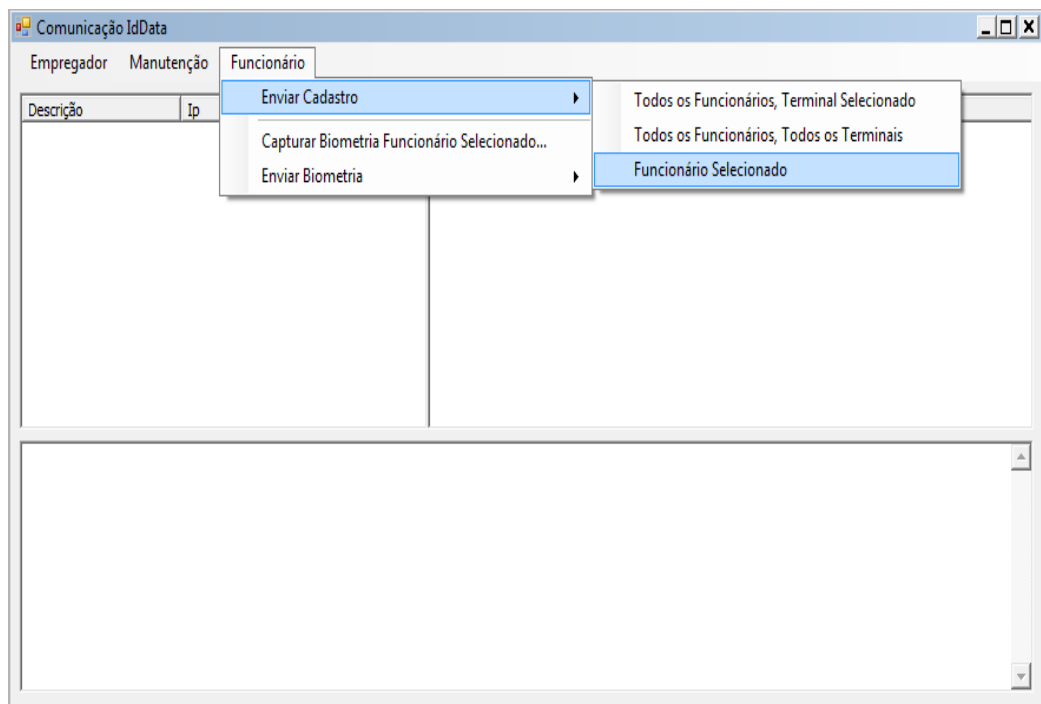 Comunicação IdData
Empregador Manutenção Funcionário
Descrição Ip
Enviar Cadastro
Capturar Biometria Funcionário Selecionado...
Enviar Biometria
Todos os Funcionários, Terminal Selecionado
Todos os Funcionários, Todos os Terminais
Funcionário Selecionado